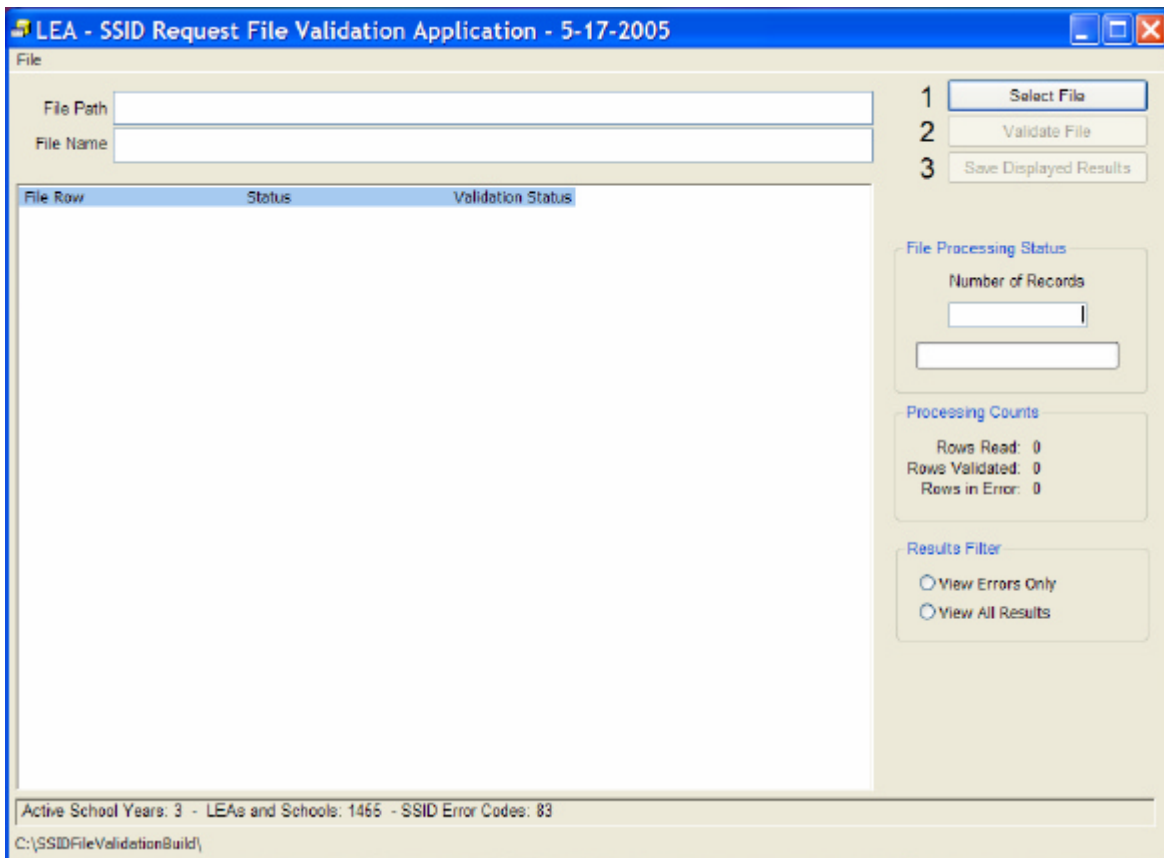 LEA - SSID Request File Validation Application - 5-17-2005
File
File Path
File Name
1 Select File
2 Validate File
3 Save Displayed Results
File Row Status Validation Status
File Processing Status
Number of Records
Processing Counts
Rows Read: 0
Rows Validated: 0
Rows in Error: 0
Results Filter
View Errors Only
View All Results
Active School Years: 3 - LEAs and Schools: 1465 - SSID Error Codes: 83
C:\SSIDFileValidationBuild\